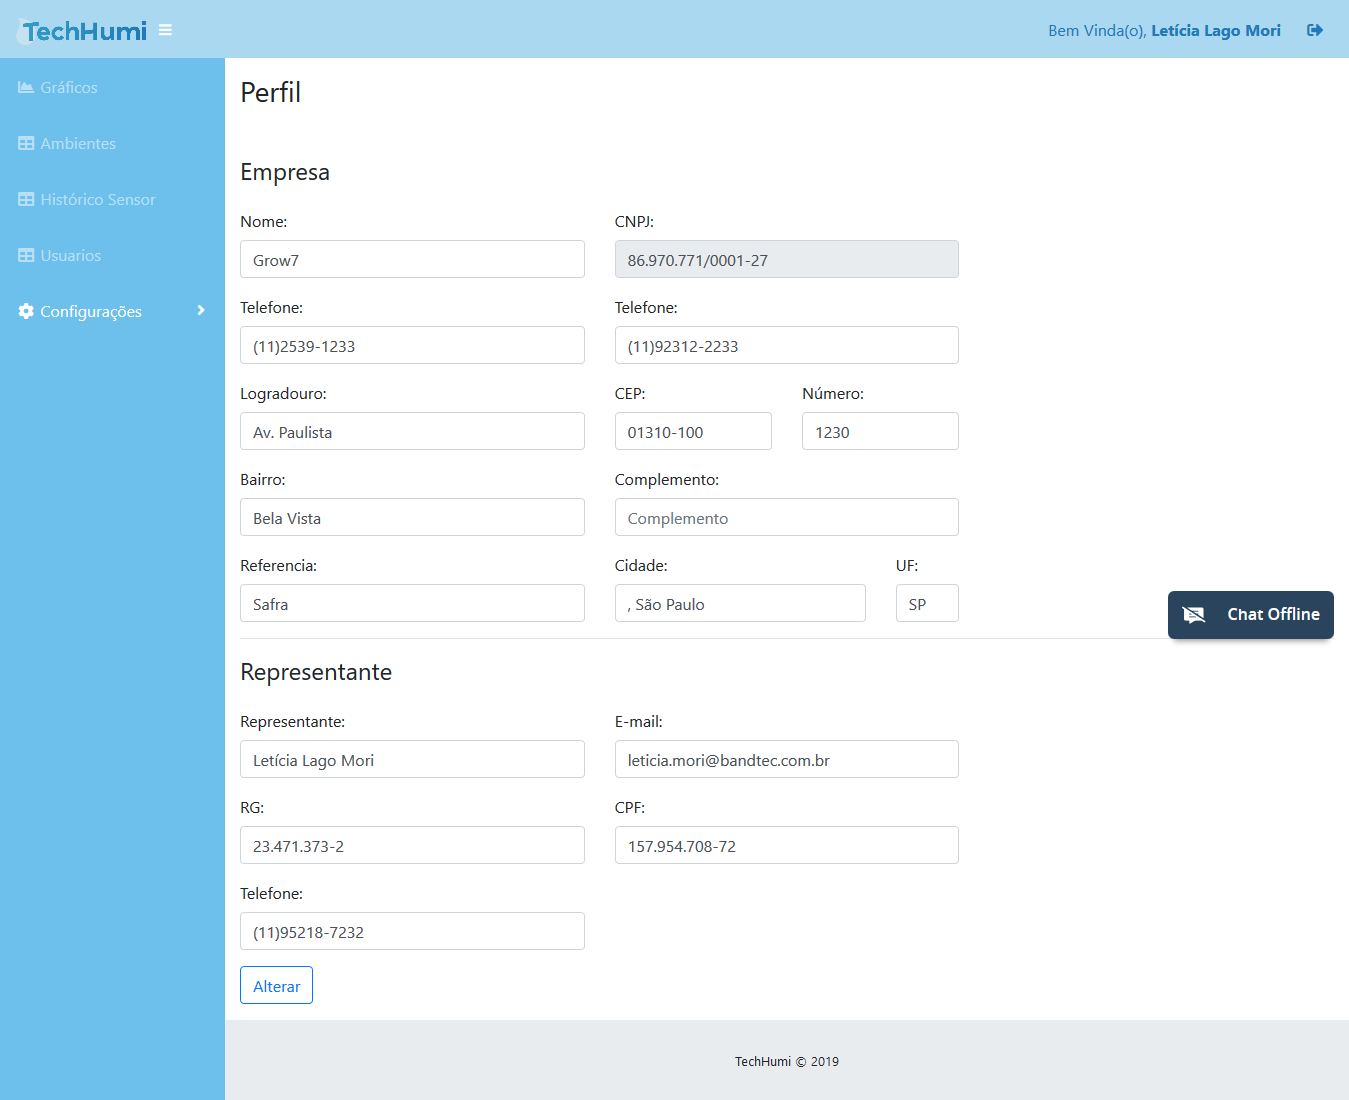 TechHumi
Bem Vinda(o), Letícia Lago Mori
Gráficos
Ambientes
Histórico Sensor
Usuarios
Configurações
Perfil
Empresa
Nome: CNPJ:
Grow7 86.970.771/0001-27
Telefone: Telefone:
(11)2539-1233 (11)92312-2233
Logradouro: CEP: Número:
Av. Paulista 01310-100 1230
Bairro: Complemento:
Bela Vista Complemento
Referencia: Cidade: UF:
Safra , São Paulo SP
Chat Offline
Representante
Representante: E-mail:
Letícia Lago Mori leticia.mori@bandtec.com.br
RG: CPF:
23.471.373-2 157.954.708-72
Telefone:
(11)95218-7232
Alterar
TechHumi © 2019